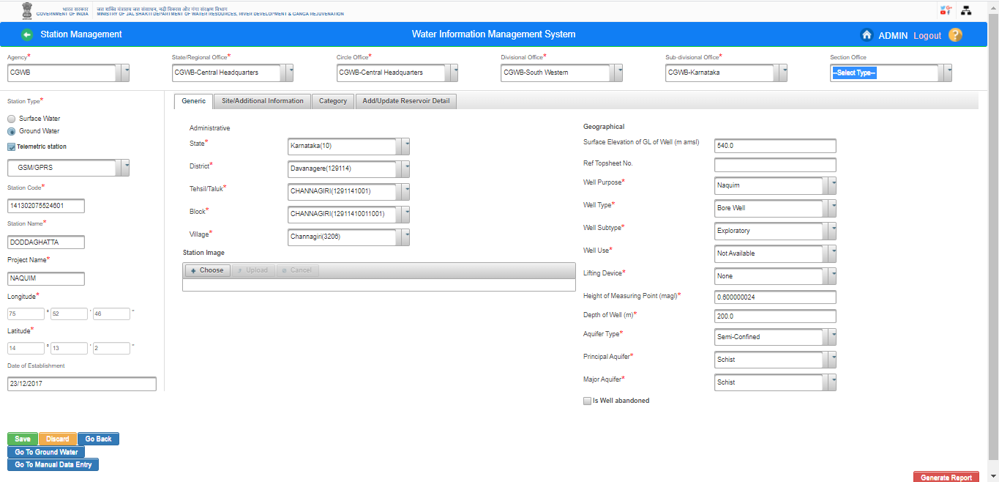 भारत सरकार
GOVERNMENT OF INDIA
जल शक्ति मंत्रालय जल संसाधन, नदी विकास और गंगा संरक्षण विभाग
MINISTRY OF JAL SHAKTI DEPARTMENT OF WATER RESOURCES, RIVER DEVELOPMENT & GANGA REJUVENATION
Station Management
Water Information Management System
ADMIN Logout ?
Agency*
CGWB
State/Regional Office*
CGWB-Central Headquarters
Circle Office*
CGWB-Central Headquarters
Divisional Office*
CGWB-South Western
Sub-divisional Office*
CGWB-Karnataka
Section Office
--Select Type--
Station Type*
Surface Water
Ground Water
Telemetric station
GSM/GPRS
Station Code*
141302075524601
Station Name*
DODDAGHATTA
Project Name*
NAQUIM
Longitude*
75 ° 52 ' 46 "
Latitude*
14 ° 13 ' 2 "
Date of Establishment
23/12/2017
Generic
Site/Additional Information
Category
Add/Update Reservoir Detail
Administrative
State*
Karnataka(10)
District*
Davanagere(129114)
Tehsil/Taluk*
CHANNAGIRI(1291141001)
Block*
CHANNAGIRI(12911410011001)
Village*
Channagiri(3206)
Station Image
Choose
Upload
Cancel
Geographical
Surface Elevation of GL of Well (m amsl)
540.0
Ref Topsheet No.
Well Purpose*
Naquim
Well Type*
Bore Well
Well Subtype*
Exploratory
Well Use*
Not Available
Lifting Device*
None
Height of Measuring Point (magl)*
0.600000024
Depth of Well (m)*
200.0
Aquifer Type*
Semi-Confined
Principal Aquifer*
Schist
Major Aquifer*
Schist
Is Well abandoned
Save
Discard
Go Back
Go To Ground Water
Go To Manual Data Entry
Generate Report